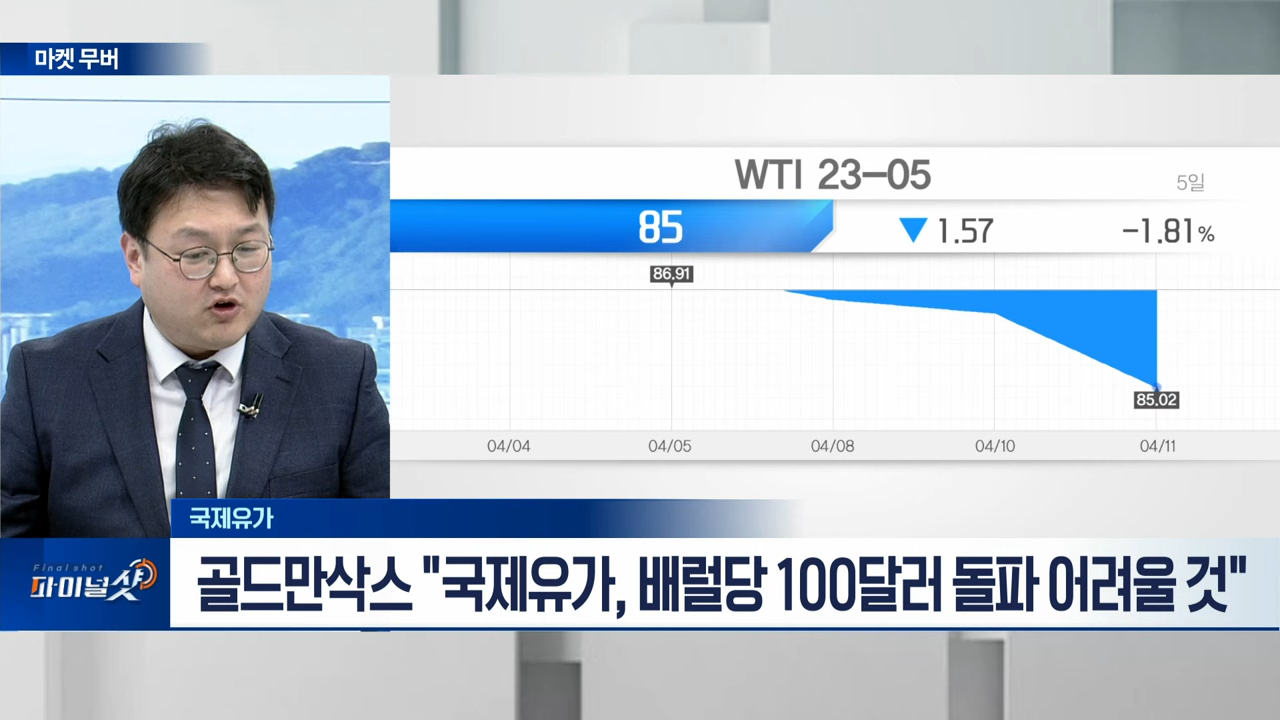 마켓 무버
WTI 23-05
5일
85 ▼ 1.57 -1.81%
86.91
85.02
04/04 04/05 04/08 04/10 04/11
국제유가
Final shot
파이널샷
골드만삭스 "국제유가, 배럴당 100달러 돌파 어려울 것"